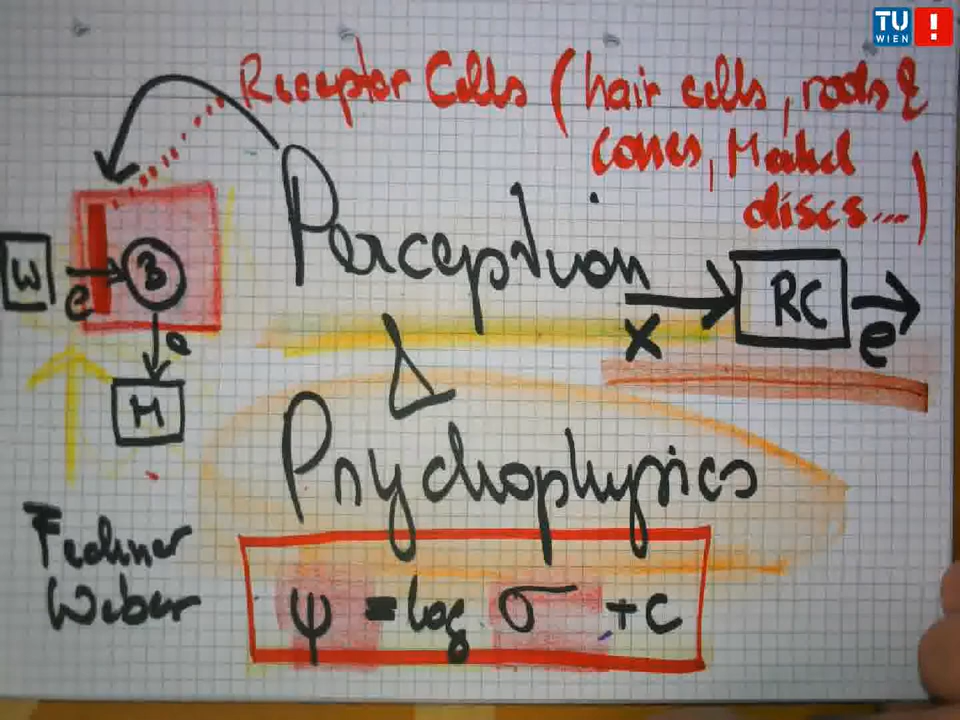 TU
WIEN
!
Receptor Cells (hair cells, rods &
cones, Merkel
discs...)
Perception
W
e
B
e
M
x
RC
e
&
Psychophysics
Fechner
Weber
ψ = log σ + c